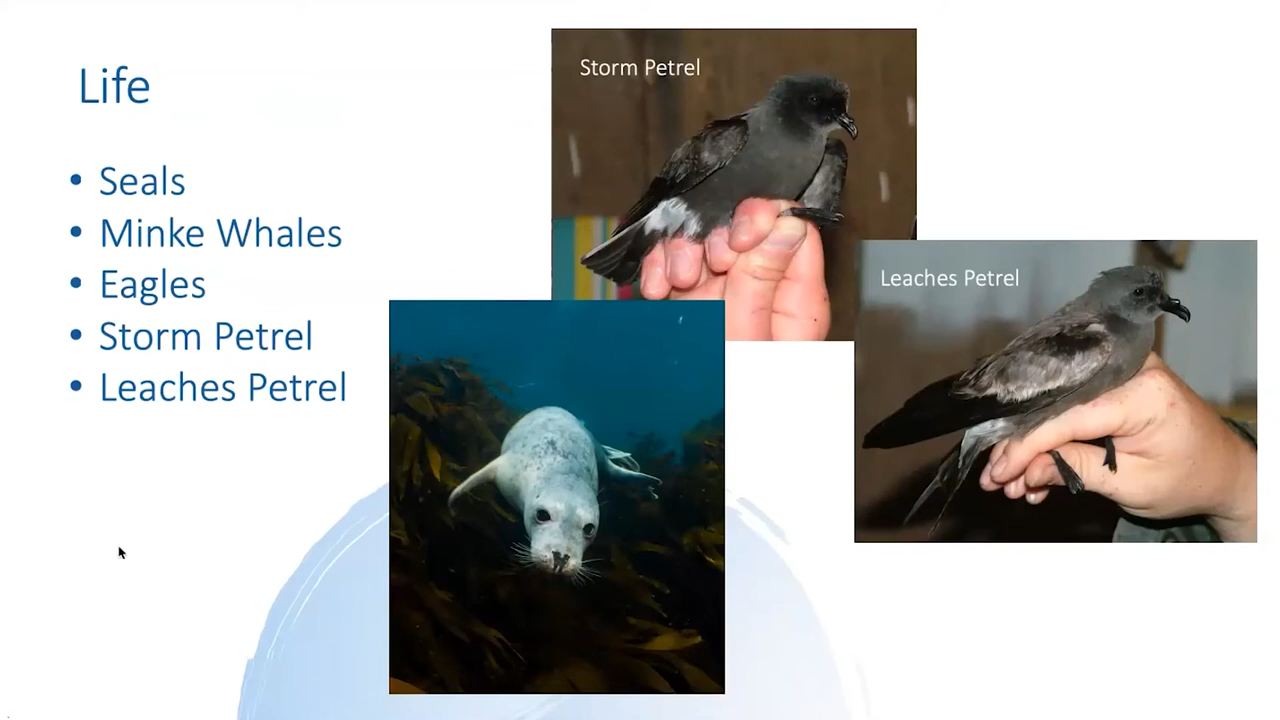 Life
• Seals
• Minke Whales
• Eagles
• Storm Petrel
• Leaches Petrel
Storm Petrel
Leaches Petrel